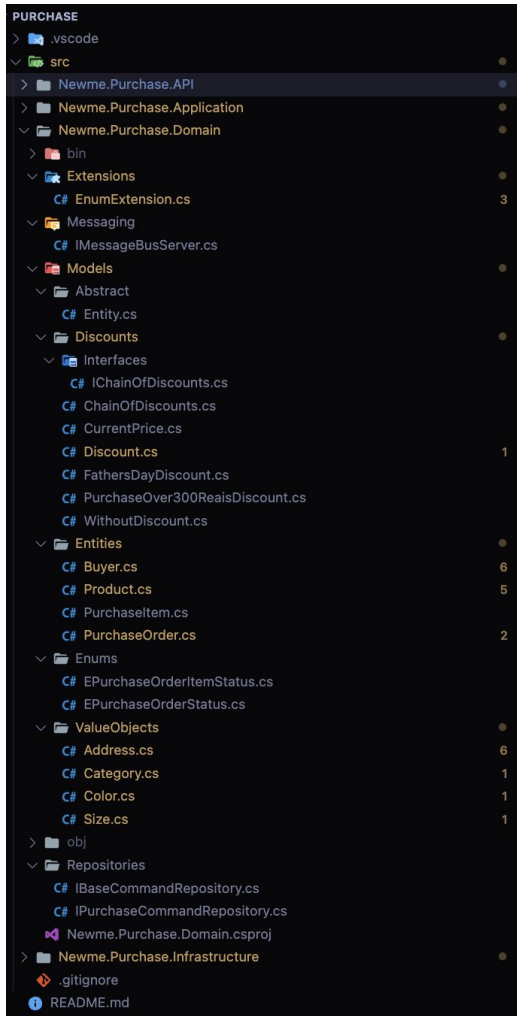 PURCHASE
.vscode
src
Newme.Purchase.API
Newme.Purchase.Application
Newme.Purchase.Domain
bin
Extensions
C# EnumExtension.cs 3
Messaging
C# IMessageBusServer.cs
Models
Abstract
C# Entity.cs
Discounts
Interfaces
C# IChainOfDiscounts.cs
C# ChainOfDiscounts.cs
C# CurrentPrice.cs
C# Discount.cs 1
C# FathersDayDiscount.cs
C# PurchaseOver300ReaisDiscount.cs
C# WithoutDiscount.cs
Entities
C# Buyer.cs 6
C# Product.cs 5
C# PurchaseItem.cs
C# PurchaseOrder.cs 2
Enums
C# EPurchaseOrderItemStatus.cs
C# EPurchaseOrderStatus.cs
ValueObjects
C# Address.cs 6
C# Category.cs 1
C# Color.cs 1
C# Size.cs 1
obj
Repositories
C# IBaseCommandRepository.cs
C# IPurchaseCommandRepository.cs
Newme.Purchase.Domain.csproj
Newme.Purchase.Infrastructure
.gitignore
README.md